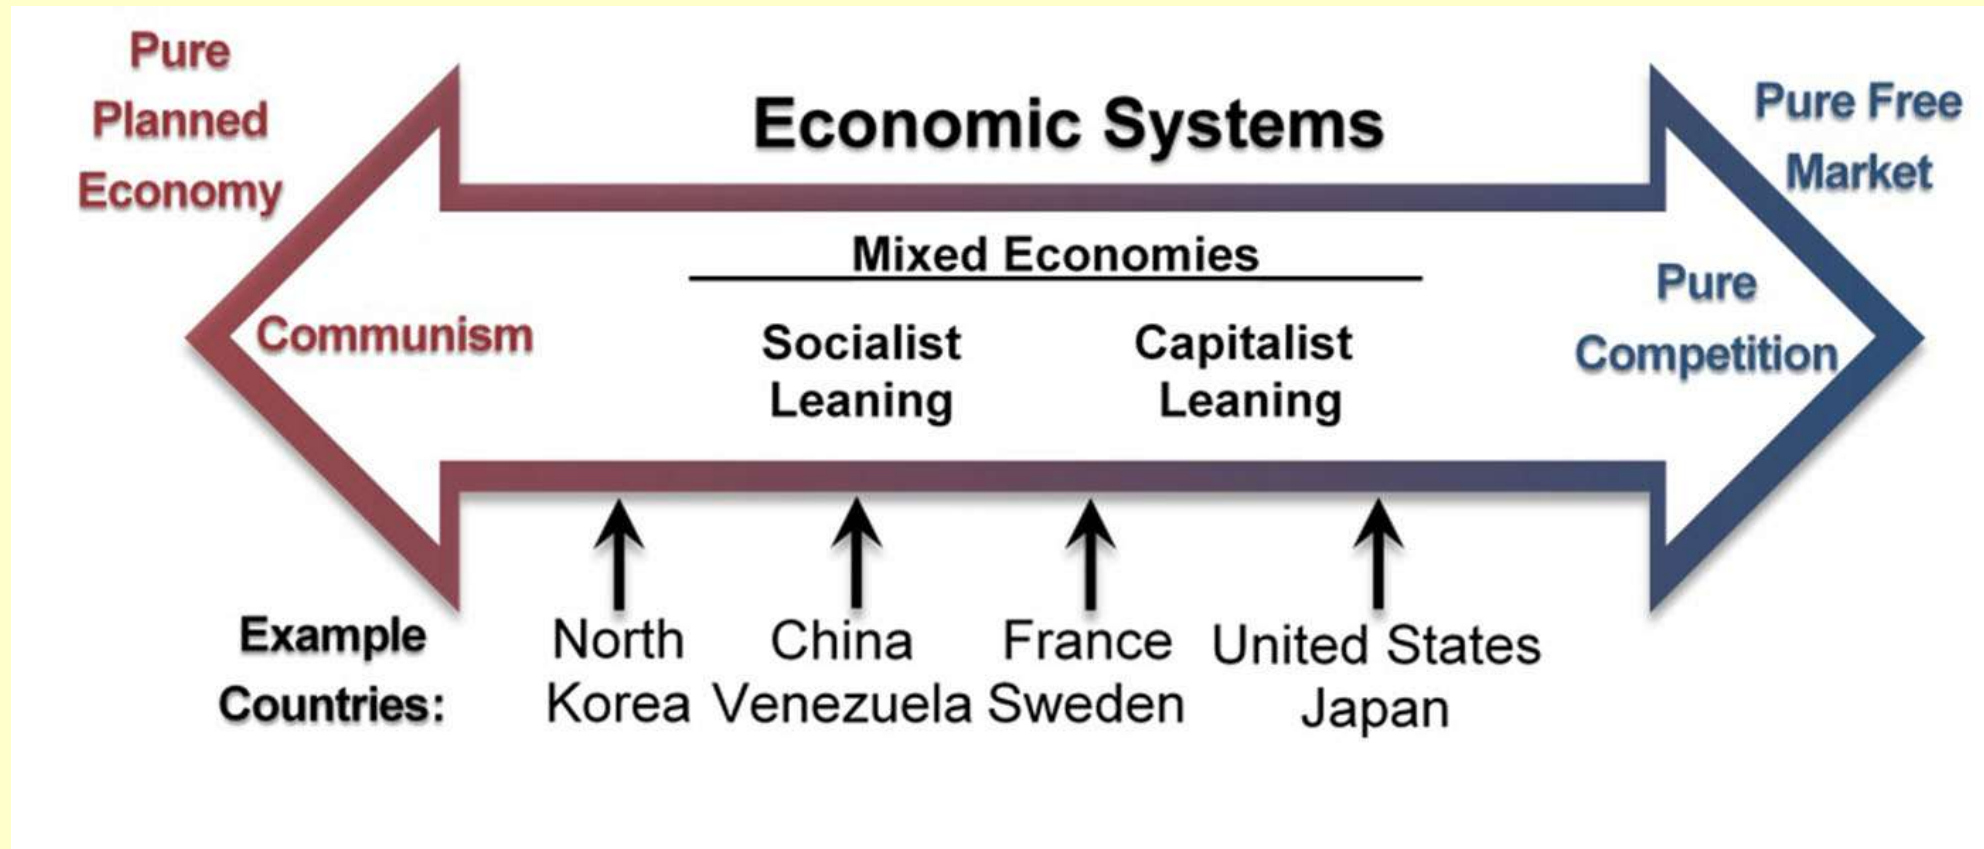 Pure
Planned
Economy
Economic Systems
Pure Free
Market
Mixed Economies
Communism
Socialist
Leaning
Capitalist
Leaning
Pure
Competition
Example
Countries:
North
Korea
China
Venezuela
France
Sweden
United States
Japan